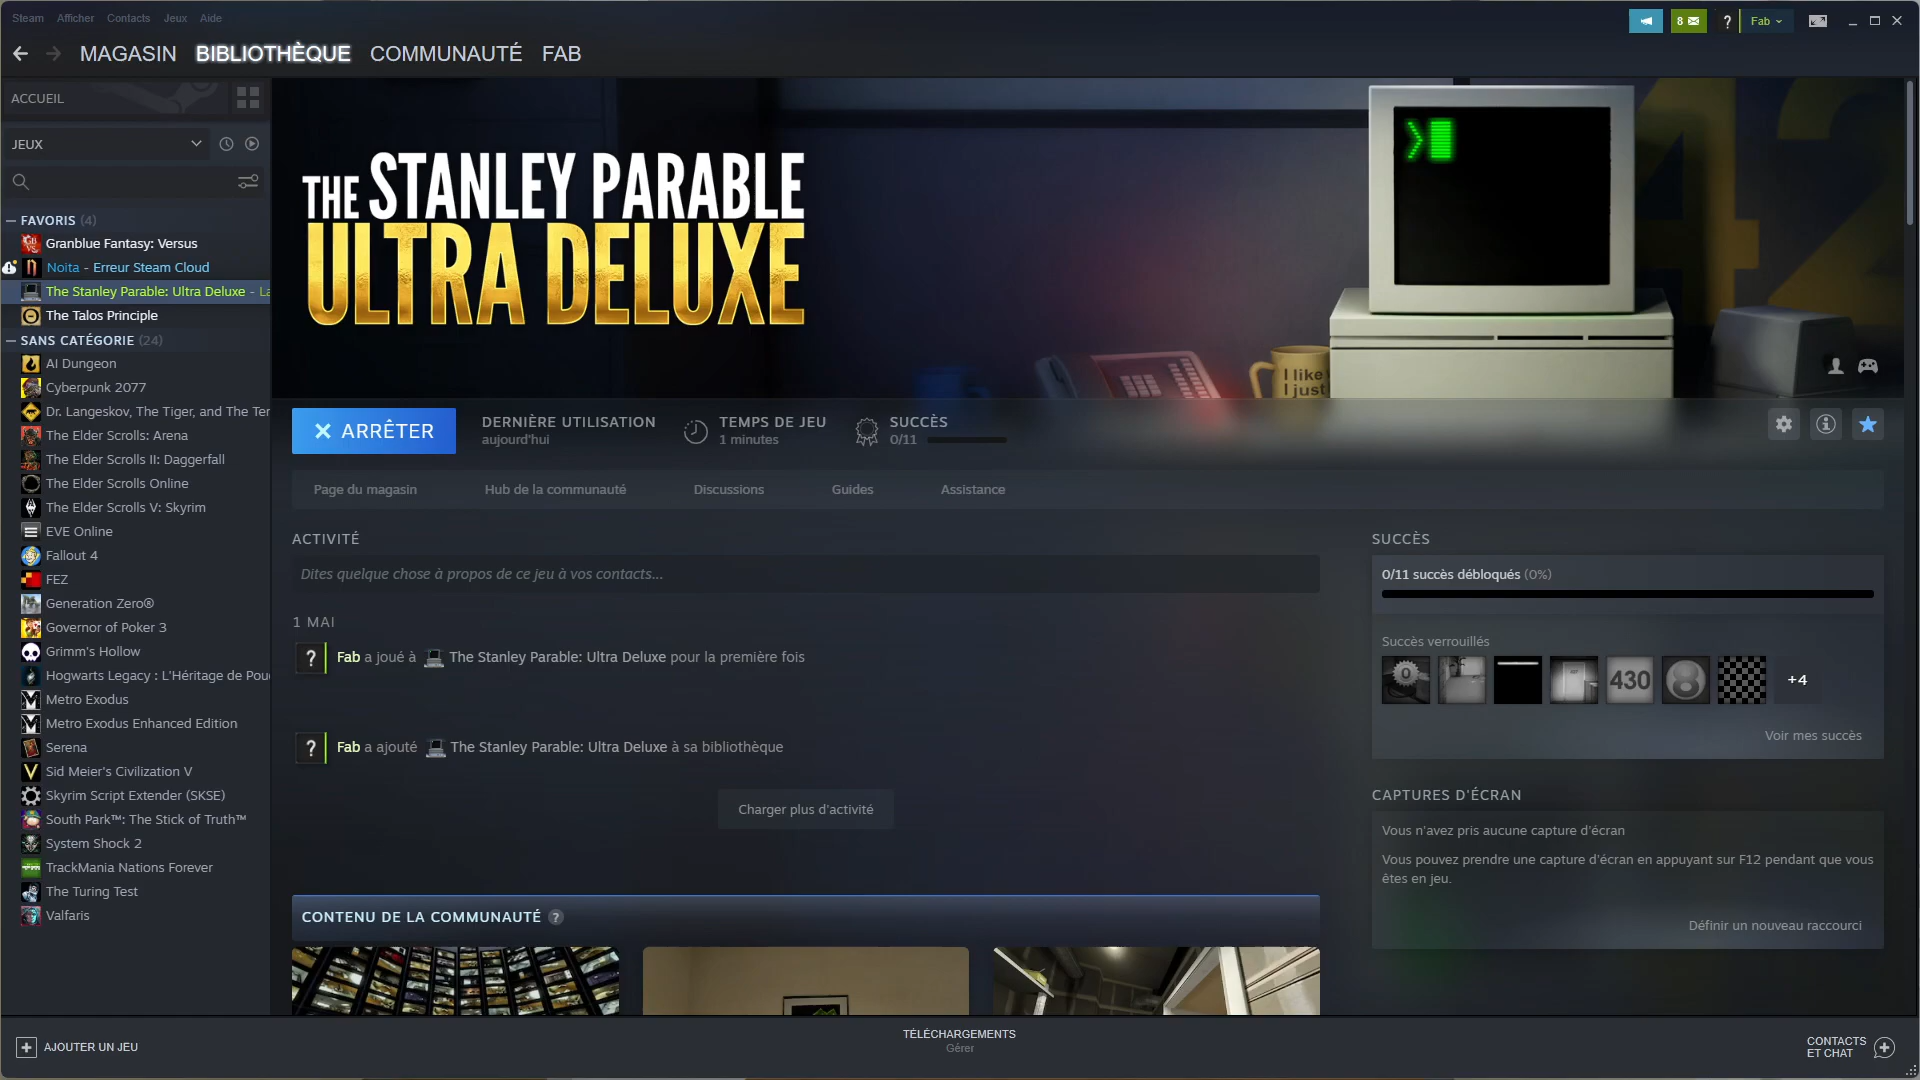 Steam Afficher Contacts Jeux Aide
8
?
Fab
MAGASIN BIBLIOTHÈQUE COMMUNAUTÉ FAB
ACCUEIL
JEUX
FAVORIS (4)
Granblue Fantasy: Versus
Noita - Erreur Steam Cloud
The Stanley Parable: Ultra Deluxe - La
The Talos Principle
SANS CATÉGORIE (24)
AI Dungeon
Cyberpunk 2077
Dr. Langeskov, The Tiger, and The Ter
The Elder Scrolls: Arena
The Elder Scrolls II: Daggerfall
The Elder Scrolls Online
The Elder Scrolls V: Skyrim
EVE Online
Fallout 4
FEZ
Generation Zero®
Governor of Poker 3
Grimm's Hollow
Hogwarts Legacy : L'Héritage de Poud
Metro Exodus
Metro Exodus Enhanced Edition
Serena
Sid Meier's Civilization V
Skyrim Script Extender (SKSE)
South Park™: The Stick of Truth™
System Shock 2
TrackMania Nations Forever
The Turing Test
Valfaris
THE STANLEY PARABLE
ULTRA DELUXE
42
I like
I just
ARRÊTER
DERNIÈRE UTILISATION
aujourd'hui
TEMPS DE JEU
1 minutes
SUCCÈS
0/11
Page du magasin
Hub de la communauté
Discussions
Guides
Assistance
ACTIVITÉ
Dites quelque chose à propos de ce jeu à vos contacts...
1 MAI
? Fab a joué à The Stanley Parable: Ultra Deluxe pour la première fois
? Fab a ajouté The Stanley Parable: Ultra Deluxe à sa bibliothèque
Charger plus d'activité
CONTENU DE LA COMMUNAUTÉ ?
SUCCÈS
0/11 succès débloqués (0%)
Succès verrouillés
0
430
8
+4
Voir mes succès
CAPTURES D'ÉCRAN
Vous n'avez pris aucune capture d'écran
Vous pouvez prendre une capture d'écran en appuyant sur F12 pendant que vous
êtes en jeu.
Définir un nouveau raccourci
AJOUTER UN JEU
TÉLÉCHARGEMENTS
Gérer
CONTACTS
ET CHAT